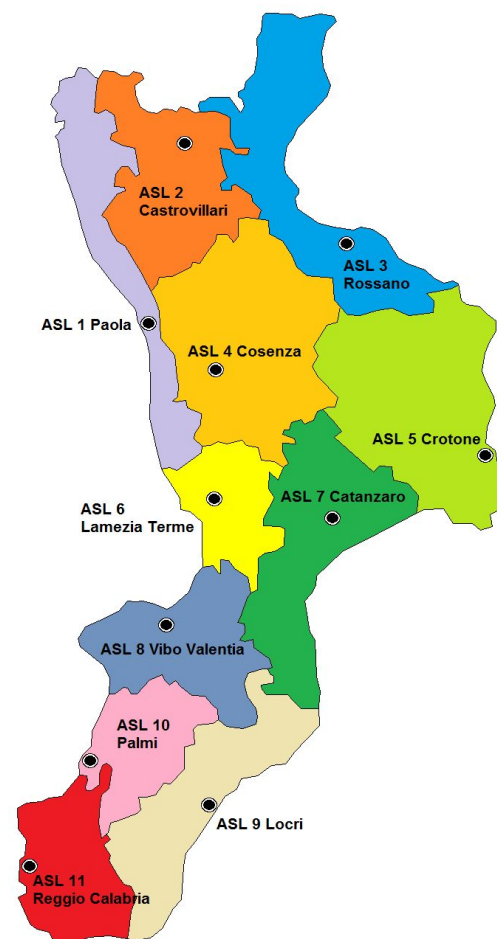 ASL 2
Castrovillari
ASL 3
Rossano
ASL 1 Paola
ASL 4 Cosenza
ASL 5 Crotone
ASL 6
Lamezia Terme
ASL 7 Catanzaro
ASL 8 Vibo Valentia
ASL 10
Palmi
ASL 9 Locri
ASL 11
Reggio Calabria